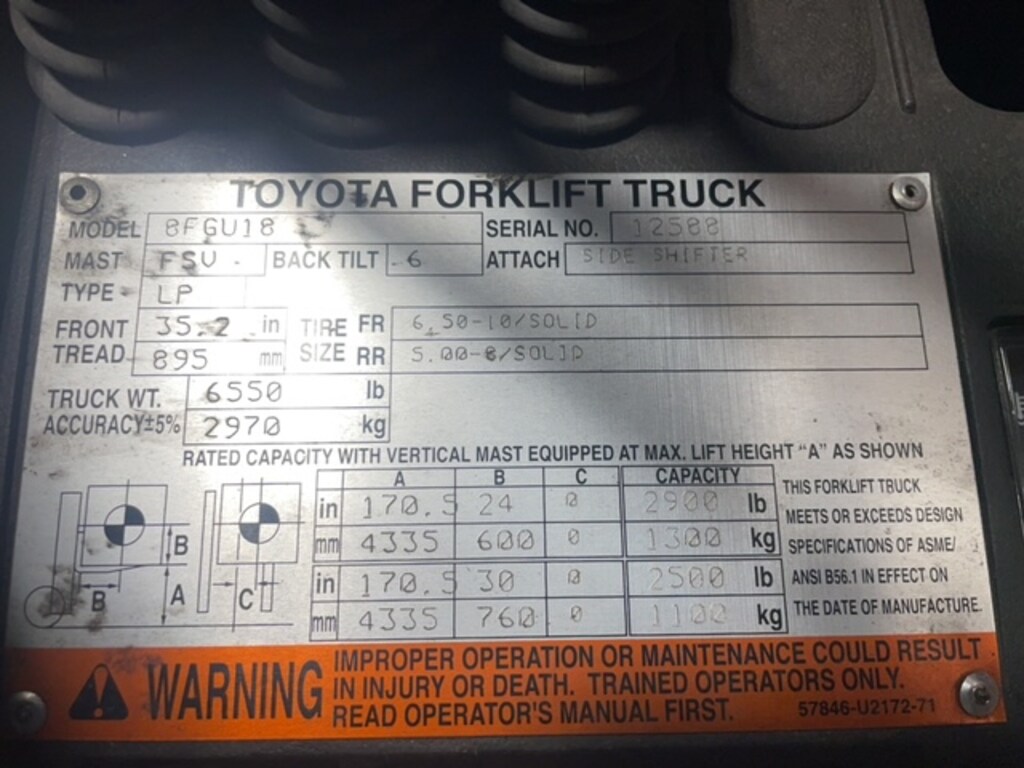 TOYOTA FORKLIFT TRUCK
MODEL 8FGU18 SERIAL NO. 12588
MAST FSV BACK TILT 6 ATTACH SIDE SHIFTER
TYPE LP
FRONT TREAD 35.2 in TIRE SIZE FR 6.50-10/SOLID
895 mm RR 5.00-8/SOLID
TRUCK WT. 6550 lb
ACCURACY±5% 2970 kg
RATED CAPACITY WITH VERTICAL MAST EQUIPPED AT MAX. LIFT HEIGHT "A" AS SHOWN
A B C CAPACITY
in 170.5 24 0 2900 lb
mm 4335 600 0 1300 kg
in 170.5 30 0 2500 lb
mm 4335 760 0 1100 kg
B
B A C
THIS FORKLIFT TRUCK
MEETS OR EXCEEDS DESIGN
SPECIFICATIONS OF ASME/
ANSI B56.1 IN EFFECT ON
THE DATE OF MANUFACTURE.
WARNING
IMPROPER OPERATION OR MAINTENANCE COULD RESULT
IN INJURY OR DEATH. TRAINED OPERATORS ONLY.
READ OPERATOR'S MANUAL FIRST. 57846-U2172-71